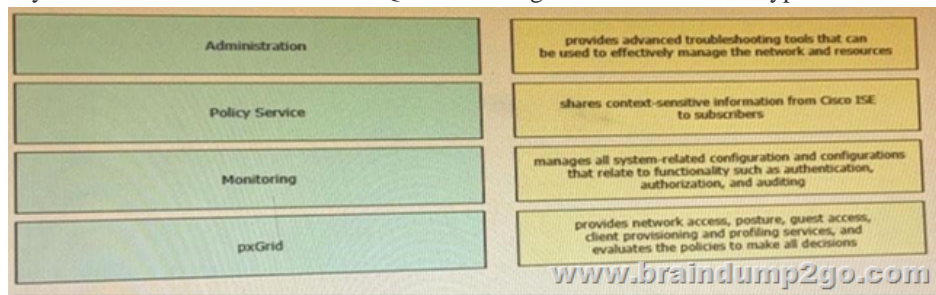 Administration
provides advanced troubleshooting tools that can
be used to effectively manage the network and resources
Policy Service
shares context-sensitive information from Cisco ISE
to subscribers
Monitoring
manages all system-related configuration and configurations
that relate to functionality such as authentication,
authorization, and auditing
pxGrid
provides network access, posture, guest access,
client provisioning and profiling services, and
evaluates the policies to make all decisions
www.braindump2go.com